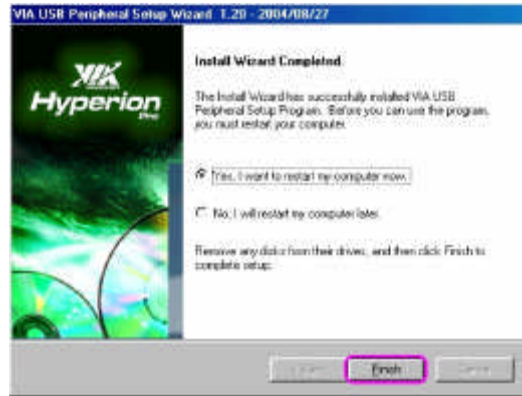 VIA USB Peripheral Setup Wizard 1.20 - 2004/08/27
VIA
Hyperion
Pro
Install Wizard Completed
The Install Wizard has successfully installed VIA USB
Peripheral Setup Program. Before you can use the program,
you must restart your computer.
Yes, I want to restart my computer now.
No, I will restart my computer later.
Remove any disks from their drives, and then click Finish to
complete setup.
Finish